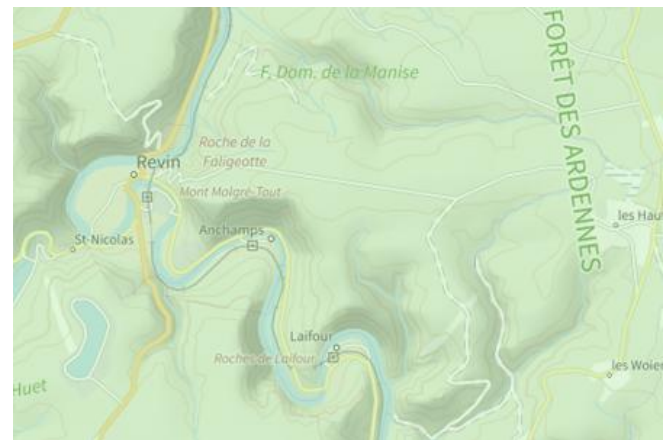 F. Dom. de la Manise
FORÊT DES ARDENNES
Roche de la
Faligeotte
Revin
Mont Malgré-Tout
les Haut
Anchamps
St-Nicolas
Laifour
Roches de Laifour
les Woier
Huet